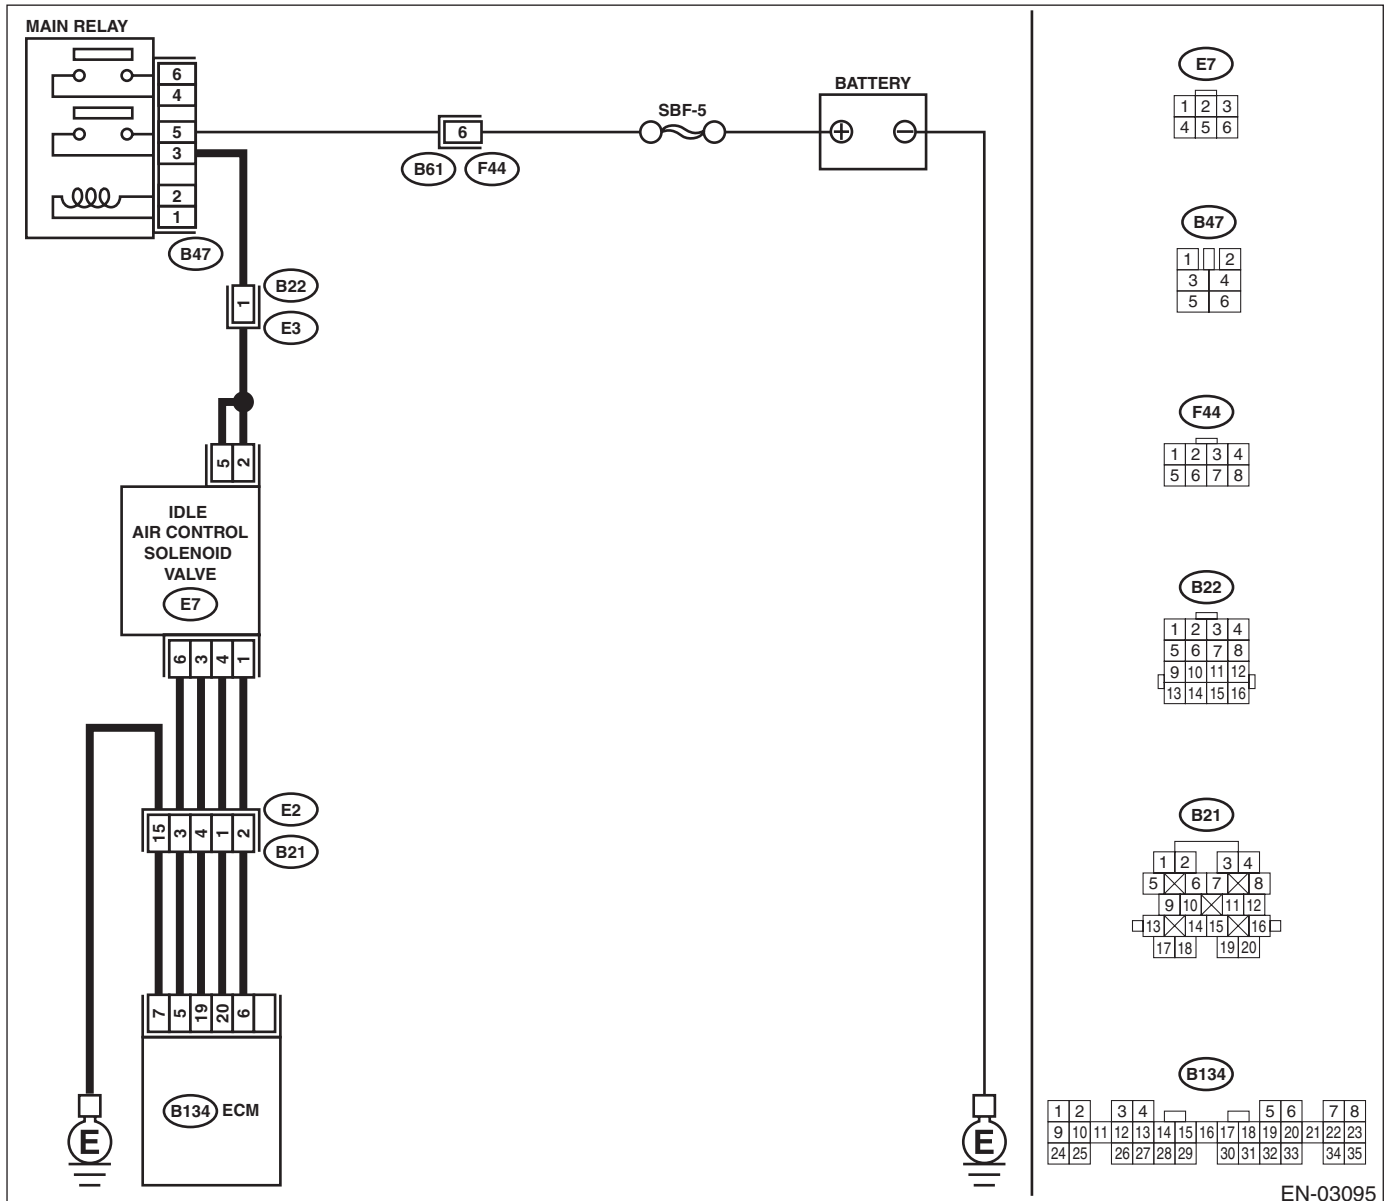 MAIN RELAY
6
4
5
3
2
1
B47
6
B61 F44
SBF-5
BATTERY
+ −
1
B22
E3
5 2
IDLE
AIR CONTROL
SOLENOID
VALVE
E7
6 3 4 1
15 3 4 1 2
E2
B21
7 5 19 20 6
B134 ECM
E
E
E7
1 2 3
4 5 6
B47
1 2
3 4
5 6
F44
1 2 3 4
5 6 7 8
B22
1 2 3 4
5 6 7 8
9 10 11 12
13 14 15 16
B21
1 2 3 4
5 6 7 8
9 10 11 12
13 14 15 16
17 18 19 20
B134
1 2 3 4 5 6 7 8
9 10 11 12 13 14 15 16 17 18 19 20 21 22 23
24 25 26 27 28 29 30 31 32 33 34 35
EN-03095